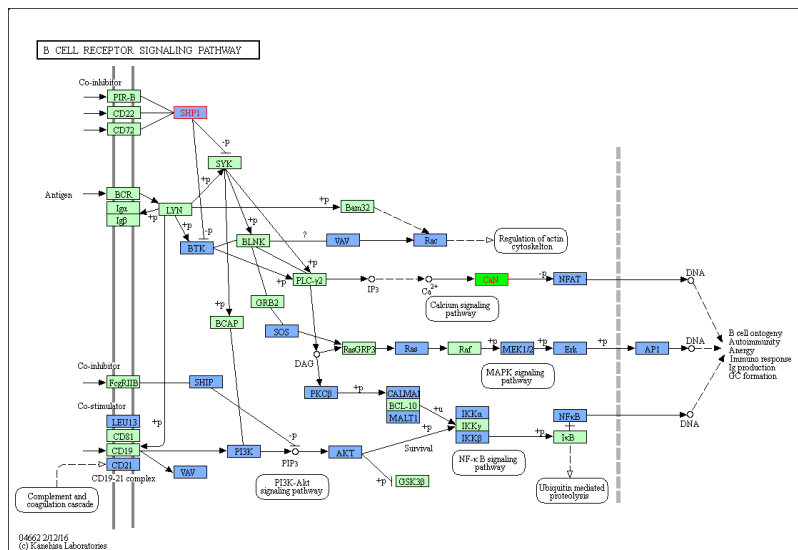 B CELL RECEPTOR SIGNALING PATHWAY
Co-inhibitor
PIR-B
CD22
CD72
SHP1
-p
SYK
+p
+p
+p
Antigen
BCR
Igα
Igβ
LYN
+p
+p
+p
Bam32
-p
BTK
BLNK
?
VAV
Rac
Regulation of actin
cytoskelton
+p
+p
PLC-γ2
IP3
Ca2+
CaN
-p
NFAT
DNA
Calcium signaling
pathway
GRB2
BCAP
SOS
DAG
RasGRP3
Ras
Raf
+p
MEK1/2
+p
Erk
+p
AP1
DNA
MAPK signaling
pathway
B cell ontogeny
Autoimmunity
Anergy
Immuno response
Ig production
GC formation
Co-inhibitor
FcgRIIB
SHIP
PKCβ
+p
CALMA1
BCL-10
MALT1
+u
IKKα
IKKγ
IKKβ
+p
NFκB
IκB
DNA
Co-stimulator
LEU13
CD81
CD19
CD21
+p
CD19-21 complex
VAV
PI3K
-p
PIP3
AKT
+p
Survival
GSK3β
+p
NF-κ B signaling
pathway
PI3K-Akt
signaling pathway
Complement and
coagulation cascade
Ubiquitin mediated
proteolysis
04662 2/12/16
(c) Kanehisa Laboratories